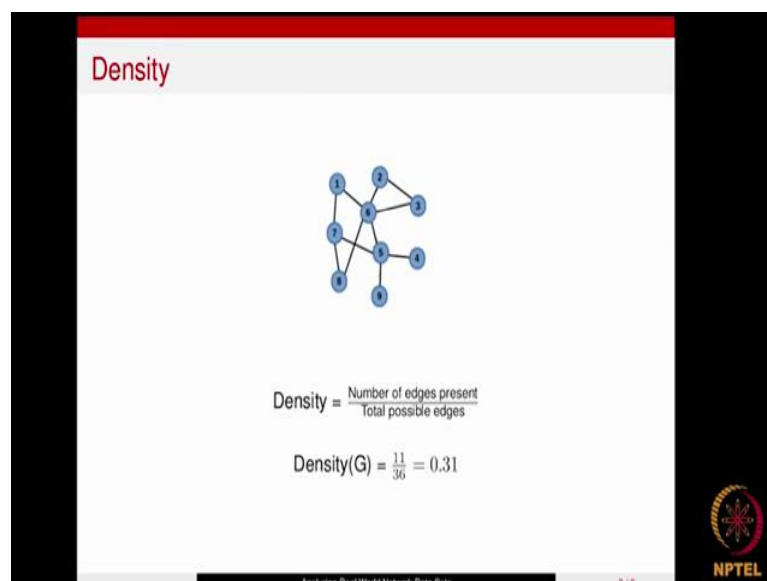 Density
1
2
3
6
7
5
4
8
9
Density = Number of edges present
Total possible edges
Density(G) = 11/36 = 0.31
NPTEL